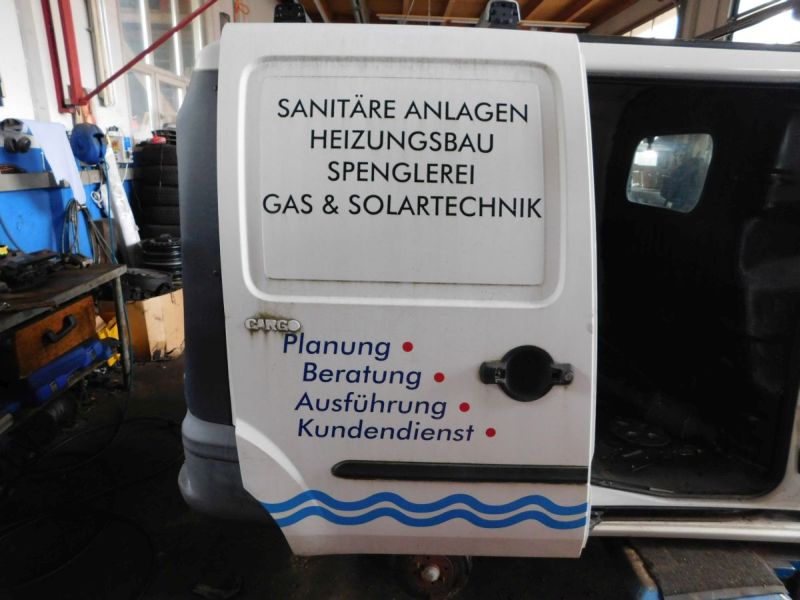 SANITÄRE ANLAGEN
HEIZUNGSBAU
SPENGLEREI
GAS & SOLARTECHNIK
CARGO
Planung •
Beratung •
Ausführung •
Kundendienst •